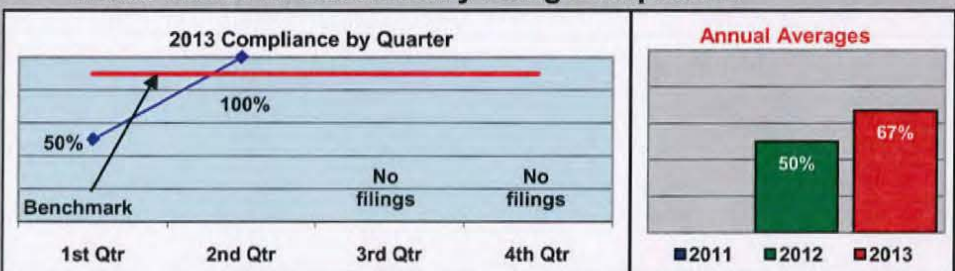 2013 Compliance by Quarter
100%
50%
No filings
No filings
Benchmark
1st Qtr 2nd Qtr 3rd Qtr 4th Qtr
Annual Averages
67%
50%
2011 2012 2013